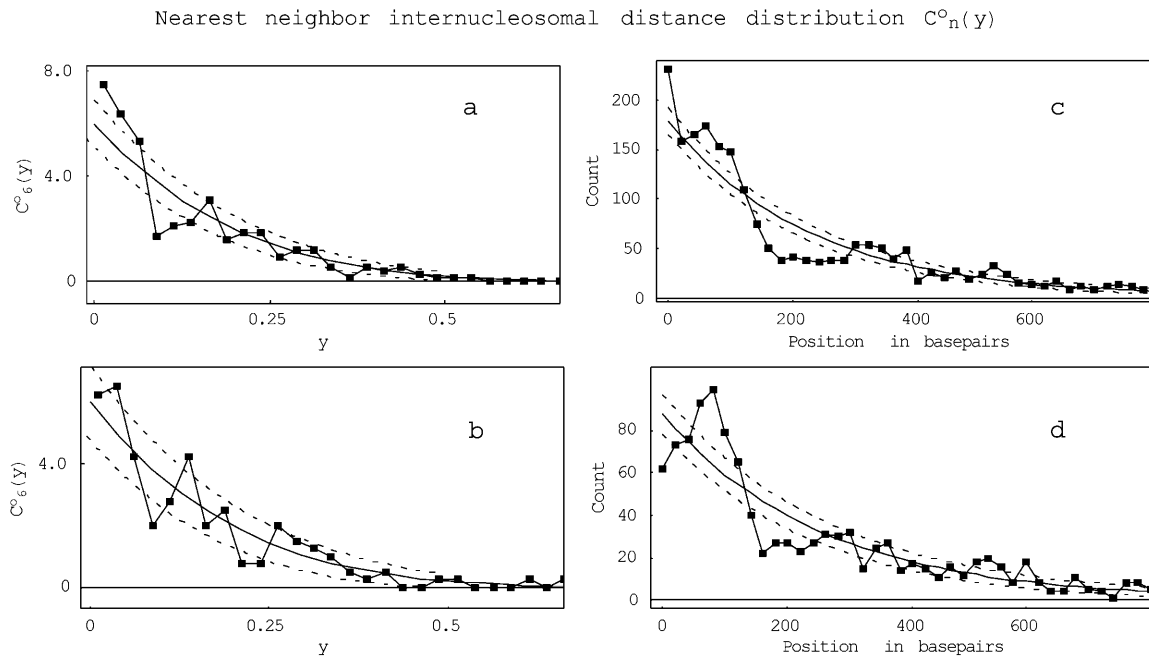 Nearest neighbor internucleosomal distance distribution C°n(y)
8.0
4.0
0
C°6(y)
a
0
0.25
0.5
y
200
150
100
50
0
Count
c
200
400
600
Position in basepairs
4.0
0
C°6(y)
b
0
0.25
0.5
y
80
60
40
20
0
Count
d
0
200
400
600
Position in basepairs